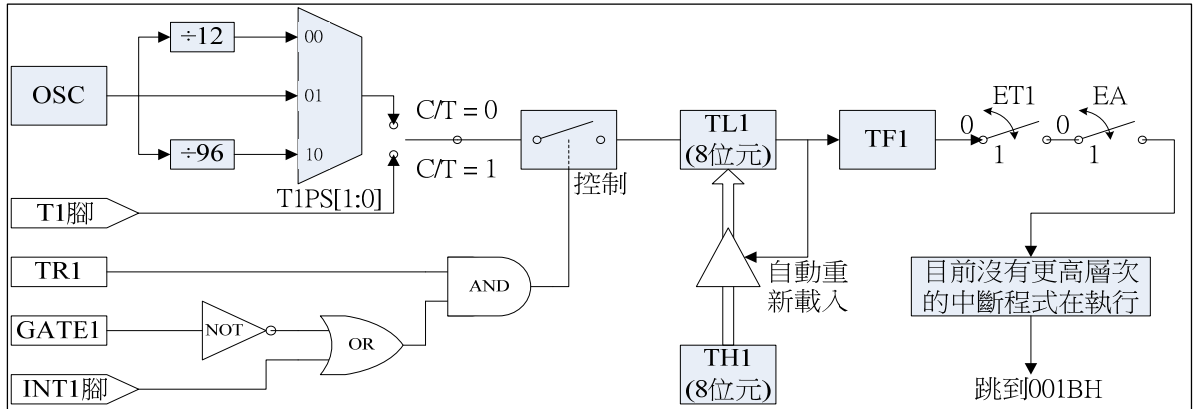 ÷12
00
OSC
01
÷96
10
T1PS[1:0]
C/T = 0
C/T = 1
控制
TL1
(8位元)
TF1
ET1
0
1
EA
0
1
T1腳
TR1
AND
GATE1
NOT
OR
INT1腳
自動重
新載入
TH1
(8位元)
目前沒有更高層次
的中斷程式在執行
跳到001BH